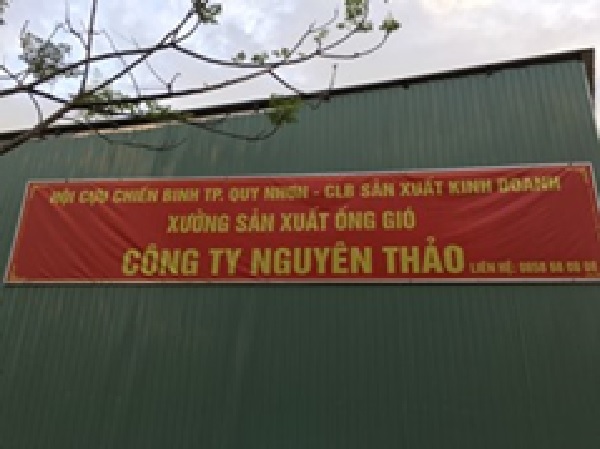 HỘI CỰU CHIẾN BINH TP. QUY NHƠN - CLB SẢN XUẤT KINH DOANH
XƯỞNG SẢN XUẤT ỐNG GIÓ
CÔNG TY NGUYÊN THẢO LIÊN HỆ: